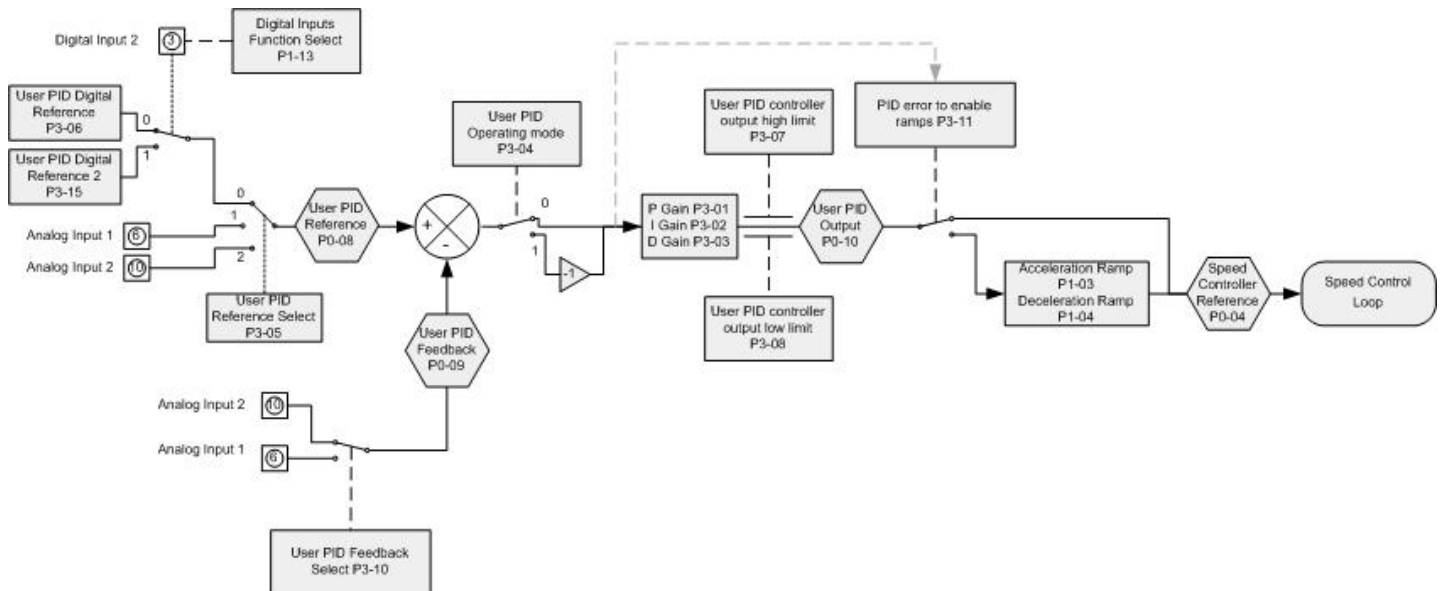 Digital Input 2
3
Digital Inputs
Function Select
P1-13
User PID Digital
Reference
P3-06
0
1
User PID Digital
Reference 2
P3-15
0
1
2
Analog Input 1
6
Analog Input 2
10
User PID
Reference Select
P3-05
User PID
Reference
P0-08
+
-
User PID
Feedback
P0-09
Analog Input 2
10
Analog Input 1
6
User PID Feedback
Select P3-10
User PID
Operating mode
P3-04
0
1
-1
P Gain P3-01
I Gain P3-02
D Gain P3-03
User PID controller
output high limit
P3-07
User PID controller
output low limit
P3-08
User PID
Output
P0-10
PID error to enable
ramps P3-11
Acceleration Ramp
P1-03
Deceleration Ramp
P1-04
Speed
Controller
Reference
P0-04
Speed Control
Loop